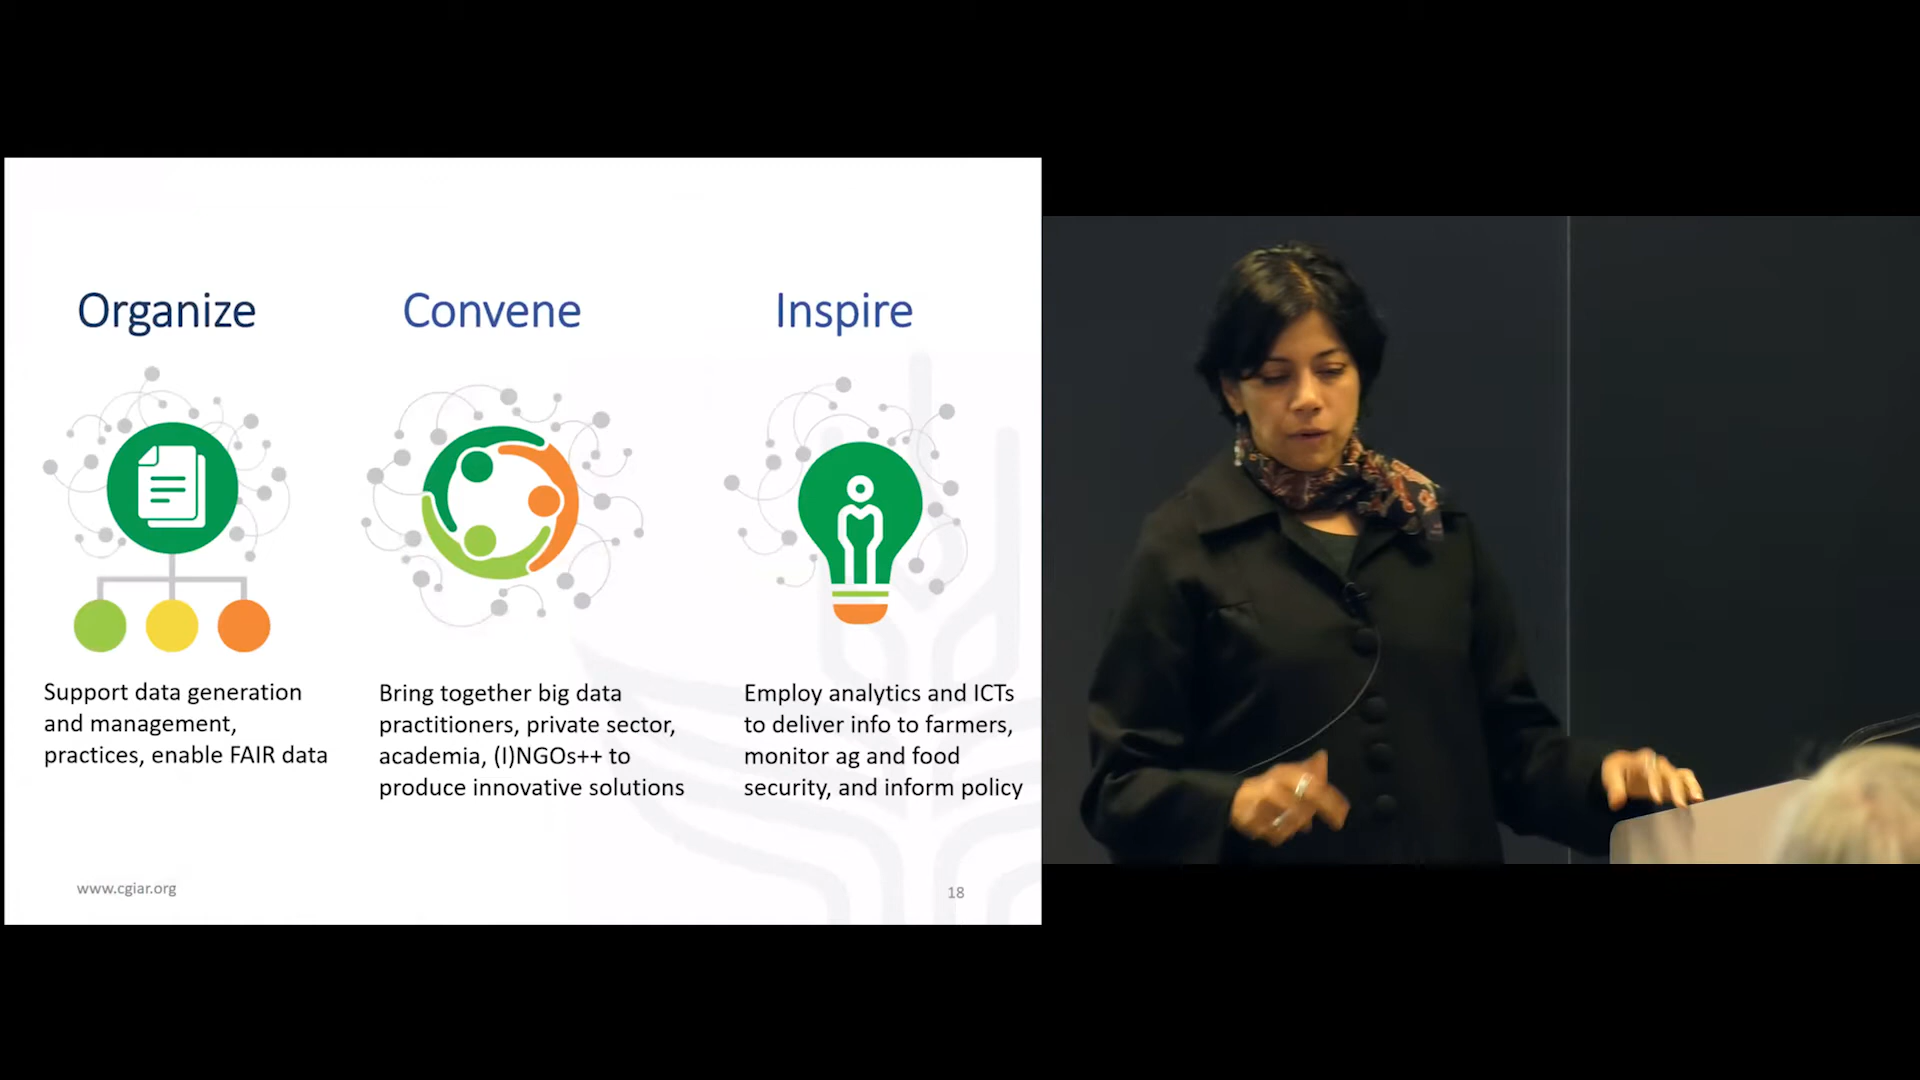 Organize
Support data generation
and management,
practices, enable FAIR data
Convene
Bring together big data
practitioners, private sector,
academia, (I)NGOs++ to
produce innovative solutions
Inspire
Employ analytics and ICTs
to deliver info to farmers,
monitor ag and food
security, and inform policy
www.cgiar.org
18